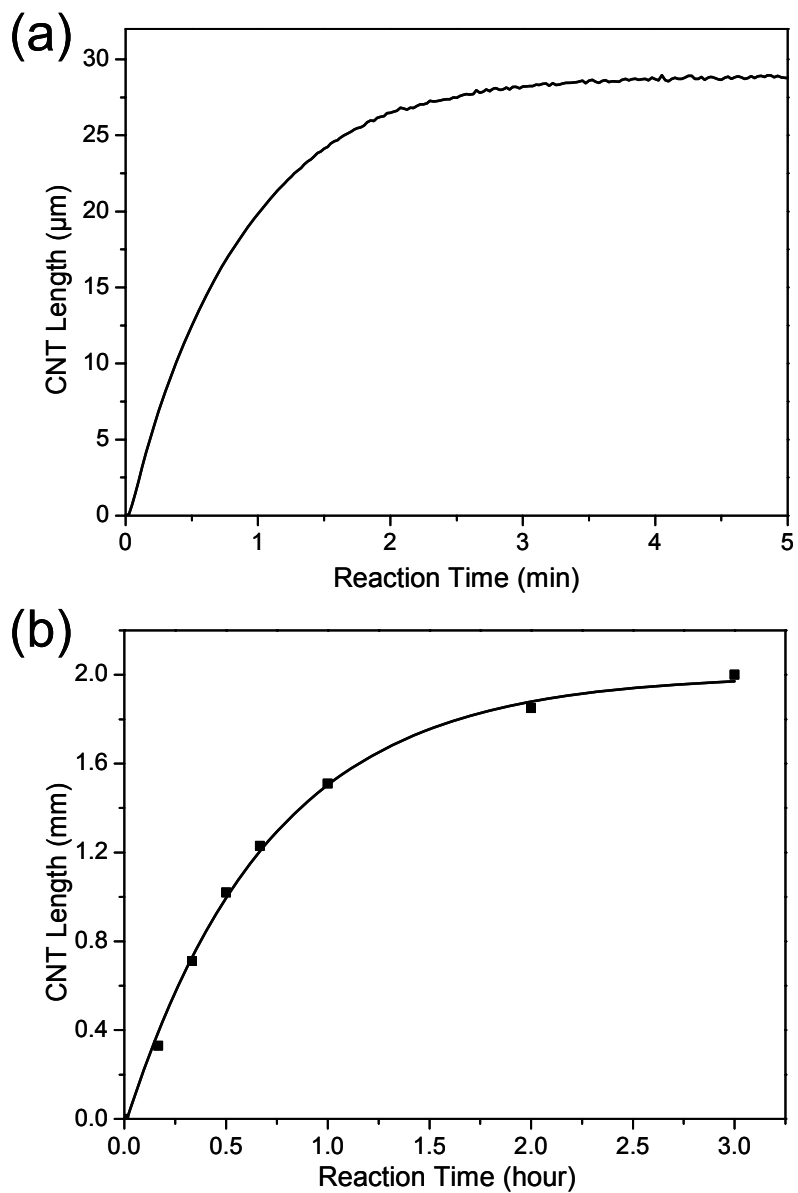 (a)
30
25
20
15
10
5
0
CNT Length (µm)
0 1 2 3 4 5
Reaction Time (min)
(b)
2.0
1.6
1.2
0.8
0.4
0.0
CNT Length (mm)
0.0 0.5 1.0 1.5 2.0 2.5 3.0
Reaction Time (hour)